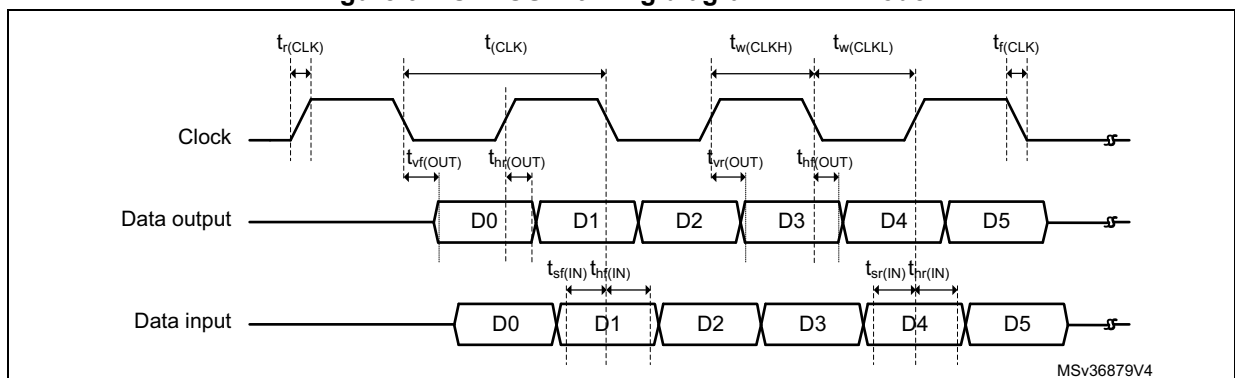 t_r(CLK) t_(CLK) t_w(CLKH) t_w(CLKL) t_f(CLK)
Clock
t_vf(OUT) t_hr(OUT) t_vr(OUT) t_hf(OUT)
Data output D0 D1 D2 D3 D4 D5
t_sf(IN) t_hf(IN) t_sr(IN) t_hr(IN)
Data input D0 D1 D2 D3 D4 D5
MSv36879V4